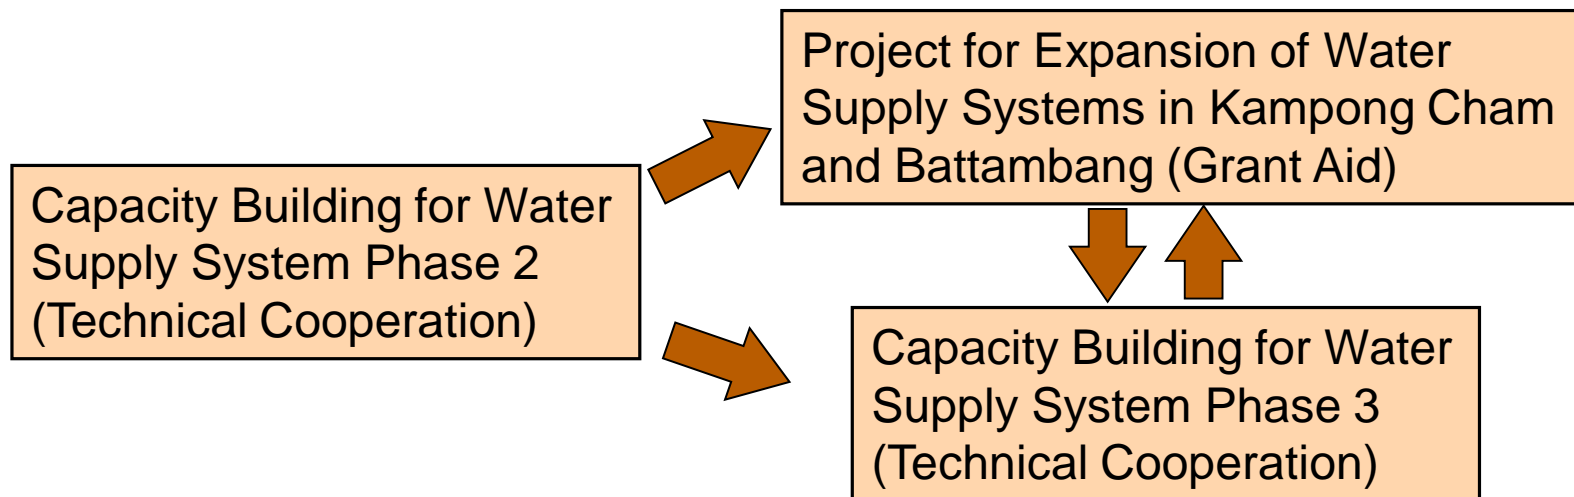 Project for Expansion of Water
Supply Systems in Kampong Cham
and Battambang (Grant Aid)
Capacity Building for Water
Supply System Phase 2
(Technical Cooperation)
Capacity Building for Water
Supply System Phase 3
(Technical Cooperation)